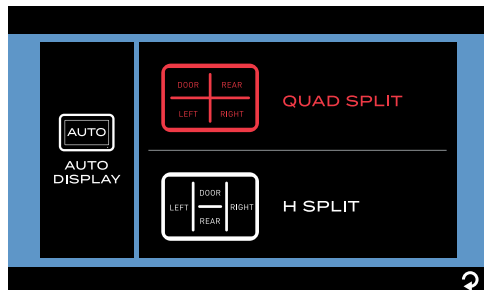 AUTO
AUTO
DISPLAY
DOOR REAR
LEFT RIGHT
QUAD SPLIT
LEFT DOOR RIGHT
REAR
H SPLIT